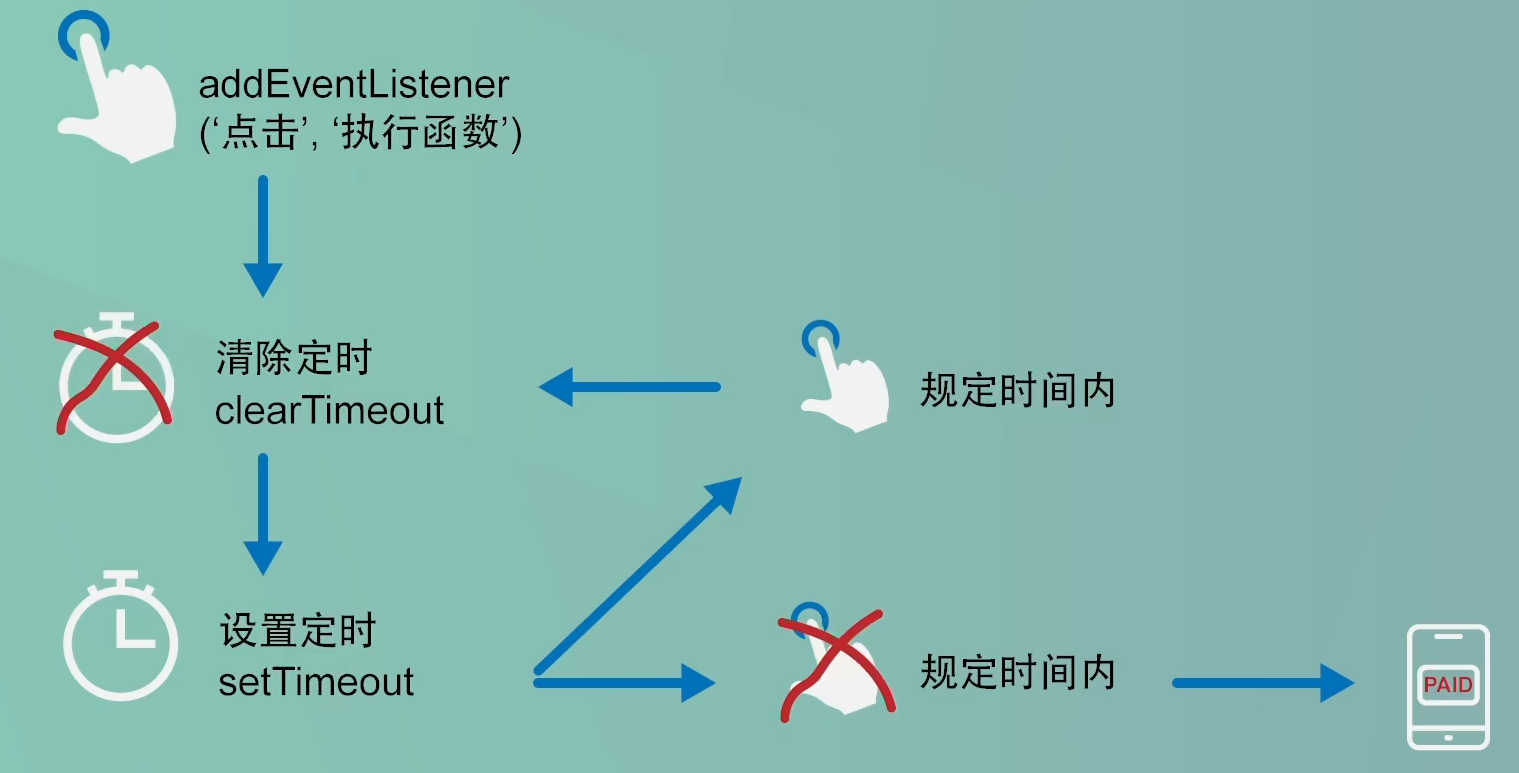 addEventListener
(‘点击’, ‘执行函数’)
清除定时
clearTimeout
规定时间内
设置定时
setTimeout
规定时间内
PAID